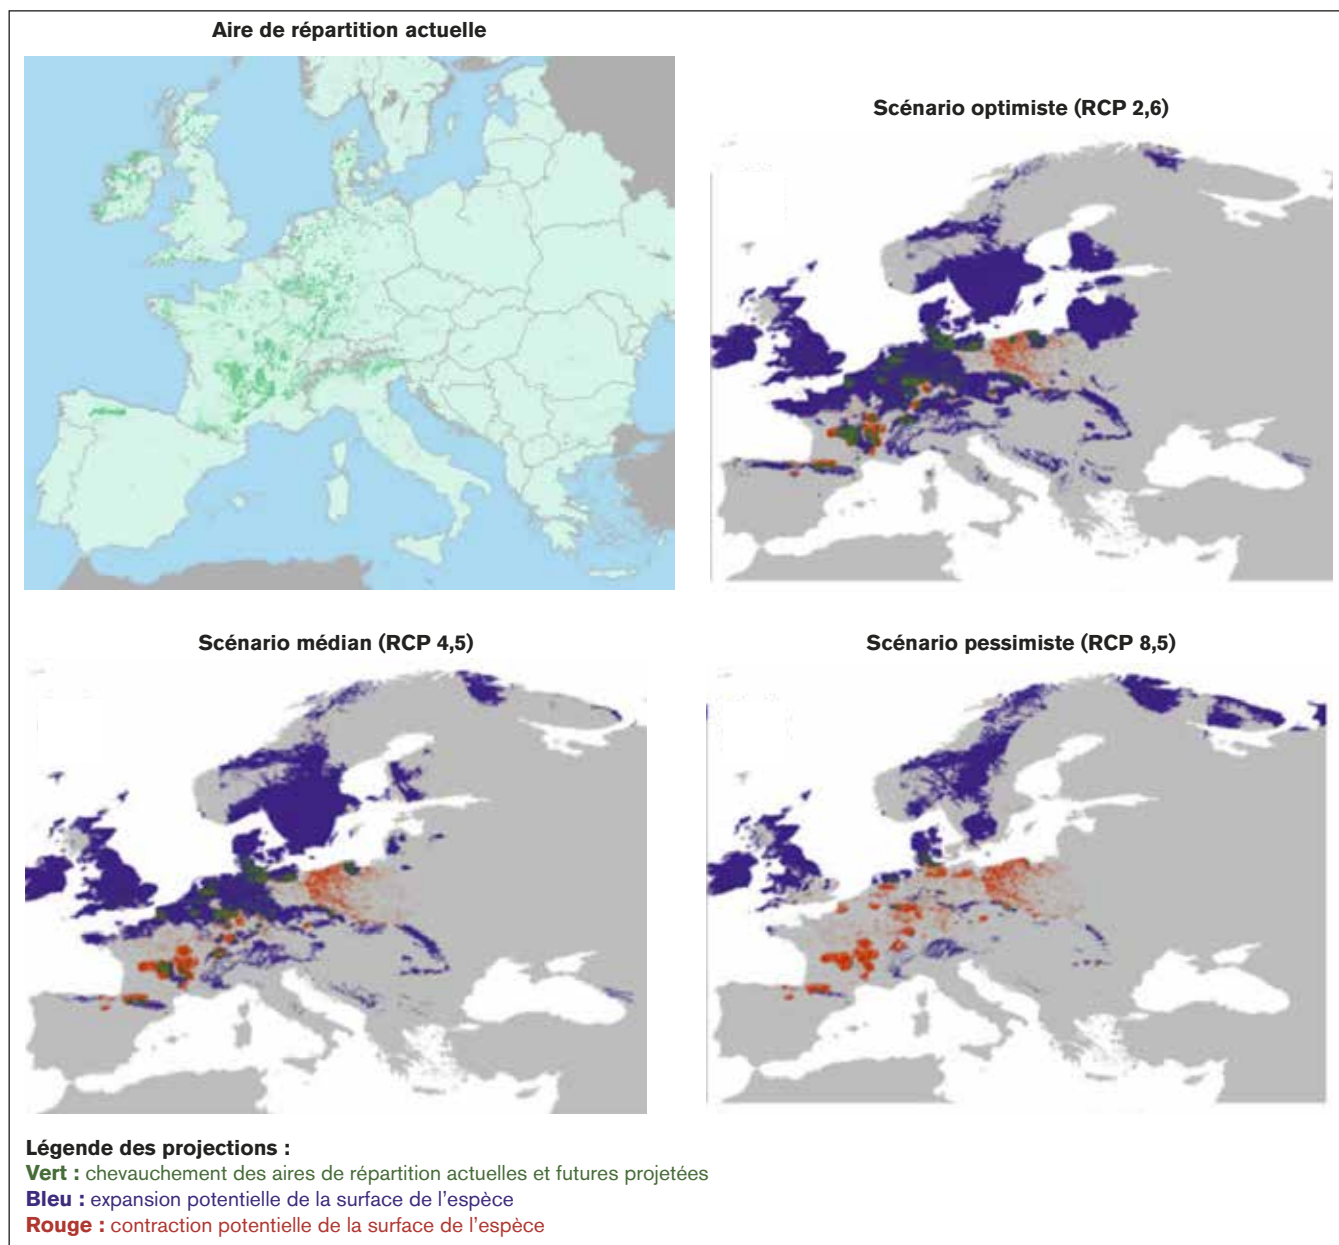 Aire de répartition actuelle
Scénario optimiste (RCP 2,6)
Scénario médian (RCP 4,5)
Scénario pessimiste (RCP 8,5)
Légende des projections :
Vert : chevauchement des aires de répartition actuelles et futures projetées
Bleu : expansion potentielle de la surface de l'espèce
Rouge : contraction potentielle de la surface de l'espèce